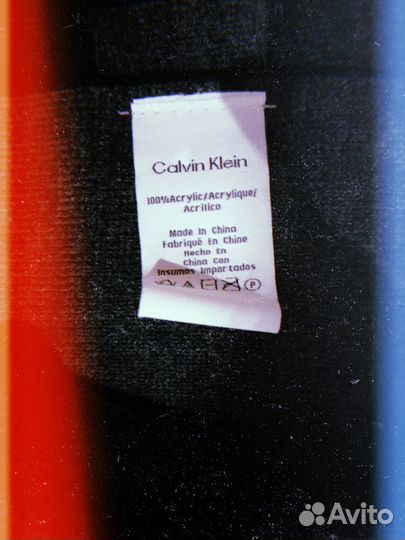 Calvin Klein
100%Acrylic/Acrylique/
Acrílico
Made In China
Fabriqué En Chine
Hecho En
China Con
Insumos Importados
P
Avito